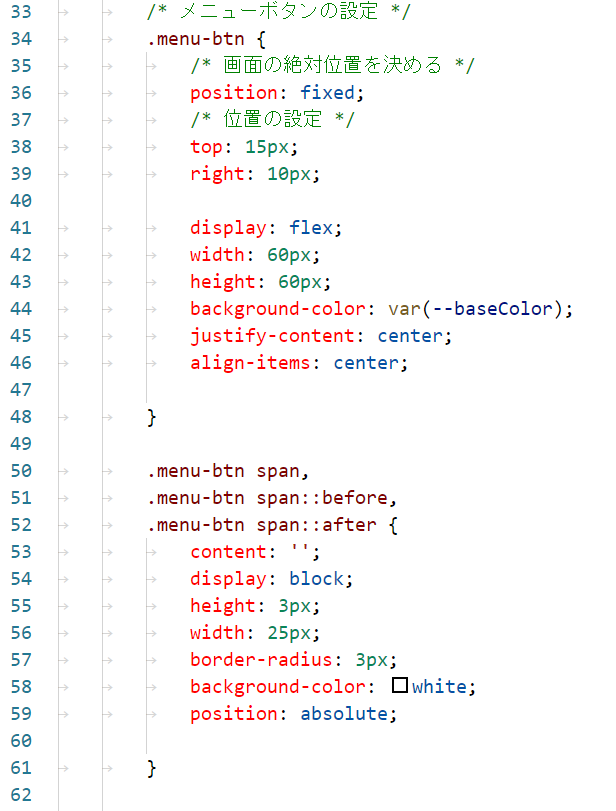 33 /* メニューボタンの設定 */
34 .menu-btn {
35 /* 画面の絶対位置を決める */
36 position: fixed;
37 /* 位置の設定 */
38 top: 15px;
39 right: 10px;
40
41 display: flex;
42 width: 60px;
43 height: 60px;
44 background-color: var(--baseColor);
45 justify-content: center;
46 align-items: center;
47
48 }
49
50 .menu-btn span,
51 .menu-btn span::before,
52 .menu-btn span::after {
53 content: '';
54 display: block;
55 height: 3px;
56 width: 25px;
57 border-radius: 3px;
58 background-color: white;
59 position: absolute;
60
61 }
62